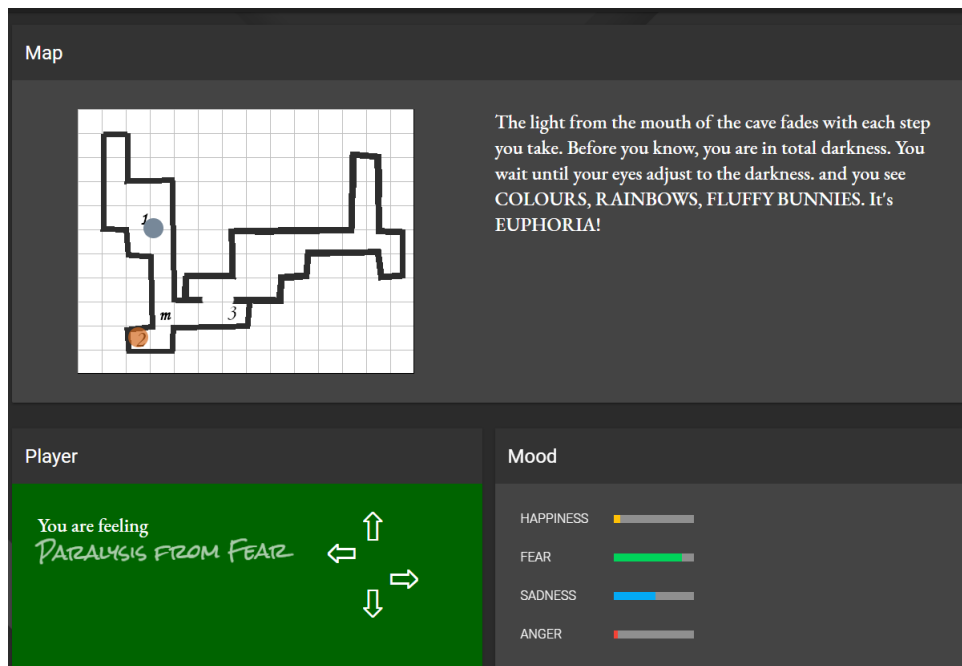 Map
The light from the mouth of the cave fades with each step
you take. Before you know, you are in total darkness. You
wait until your eyes adjust to the darkness. and you see
COLOURS, RAINBOWS, FLUFFY BUNNIES. It's
EUPHORIA!
1
m
3
2
Player
You are feeling
Paralysis from Fear
Mood
HAPPINESS
FEAR
SADNESS
ANGER